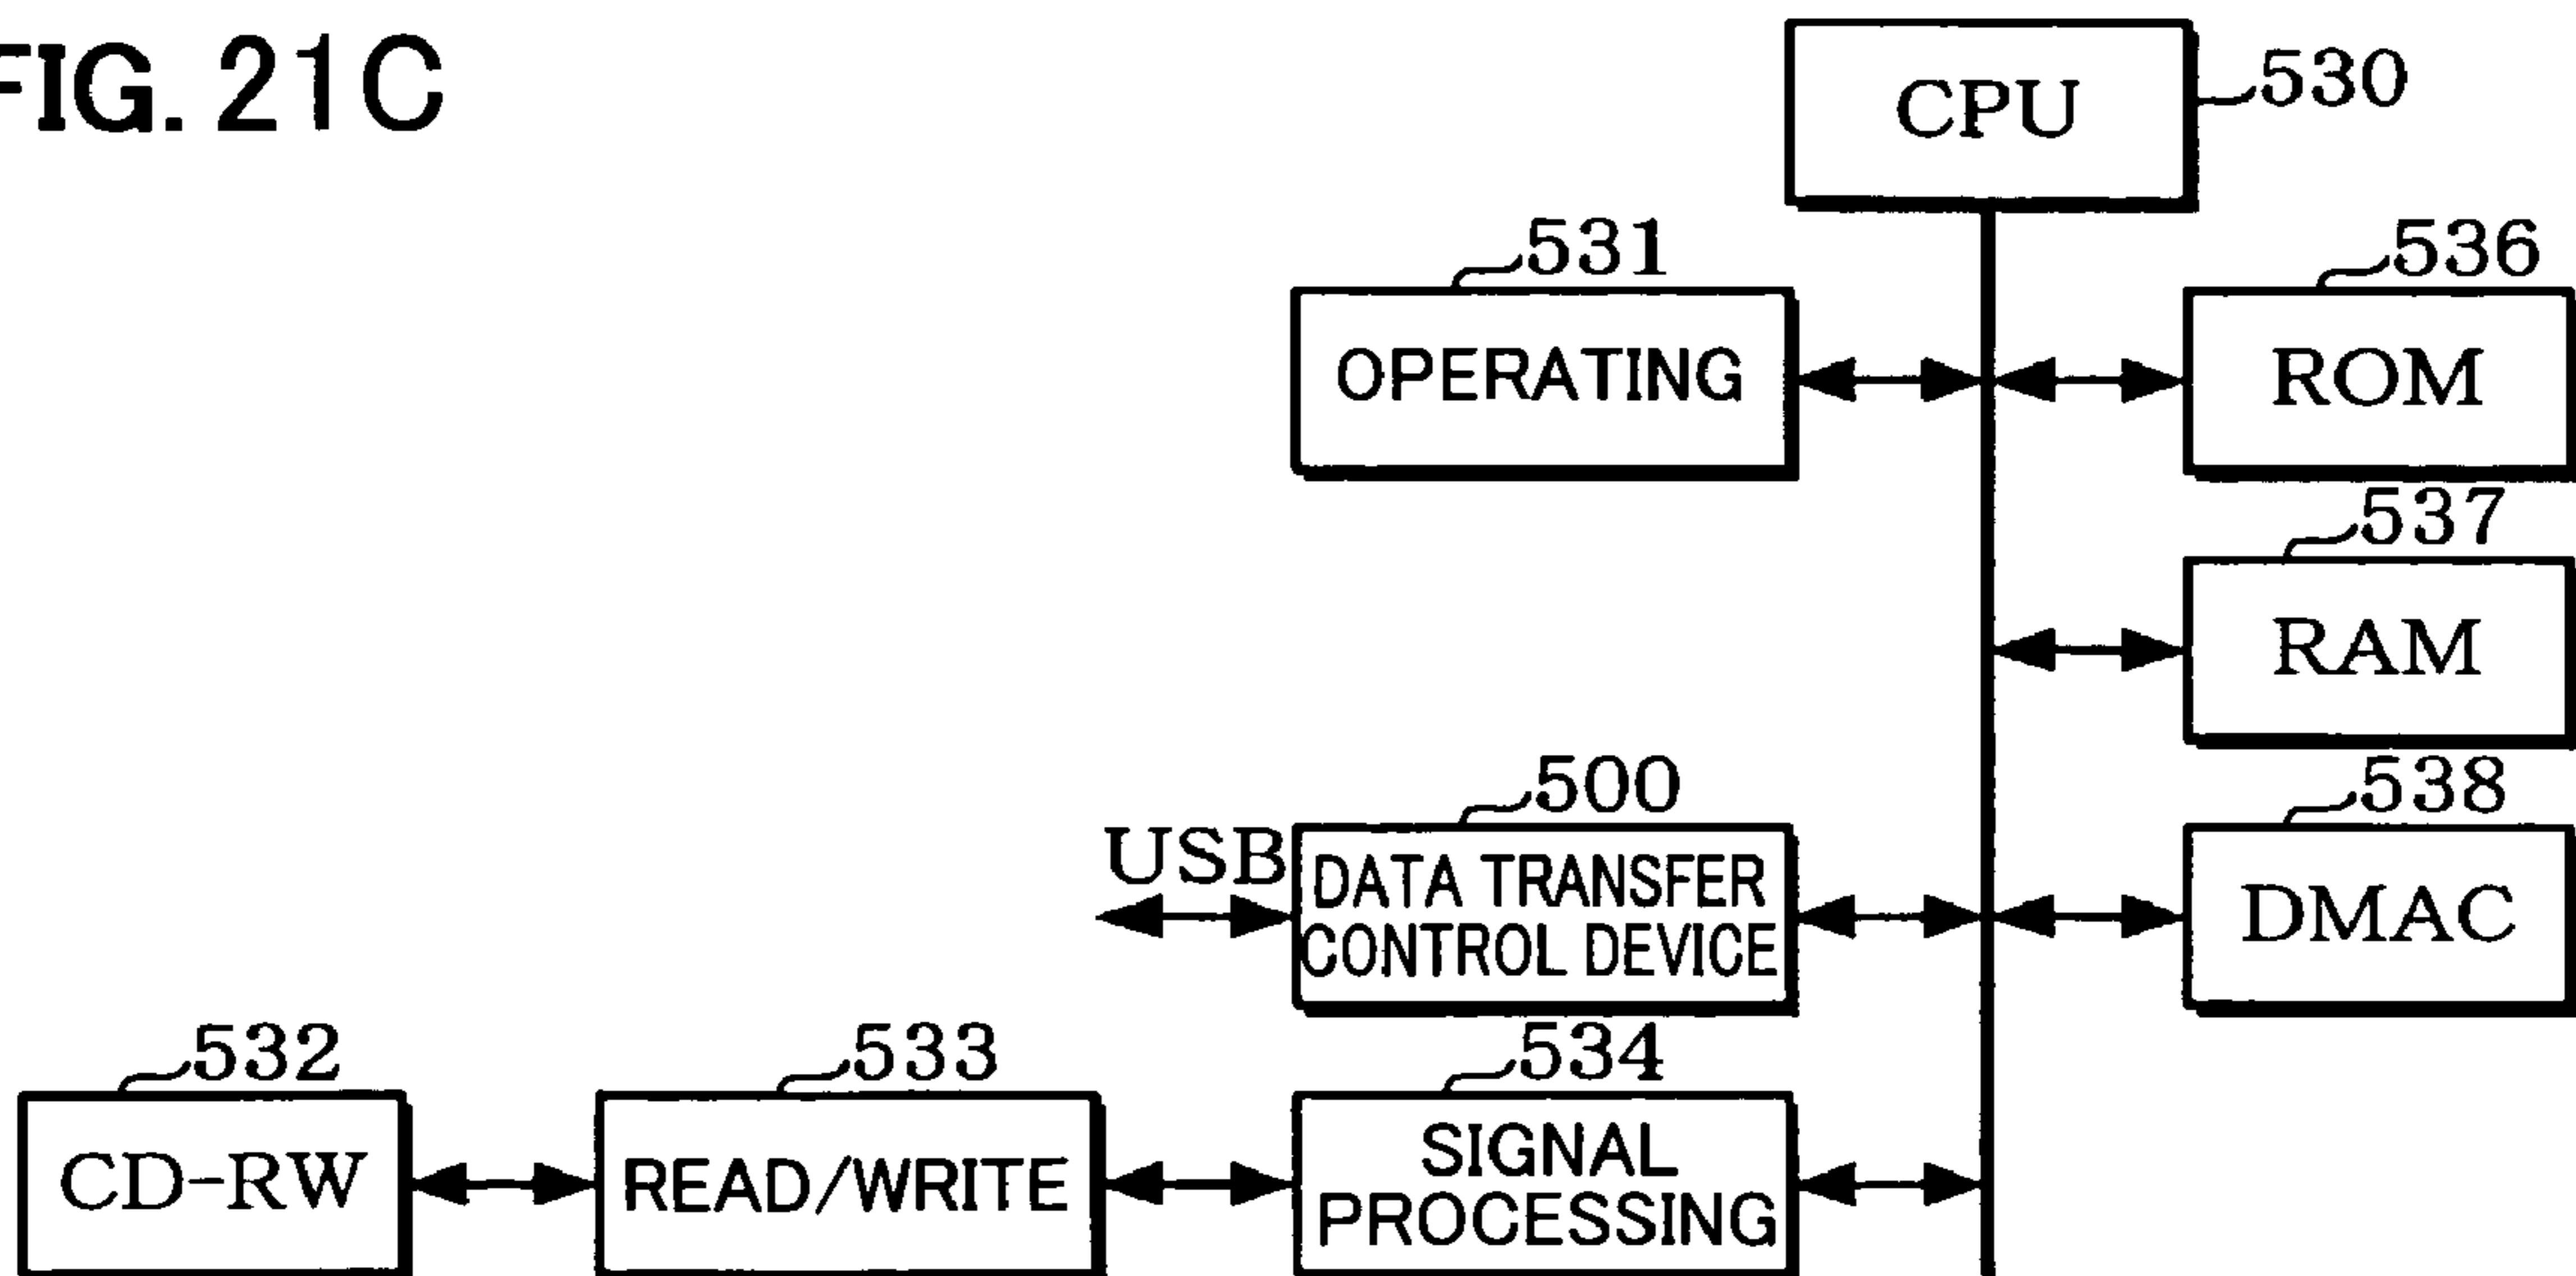 FIG. 21C
CPU
530
531
OPERATING
536
ROM
537
RAM
500
USB
DATA TRANSFER
CONTROL DEVICE
538
DMAC
532
CD-RW
533
READ/WRITE
534
SIGNAL
PROCESSING